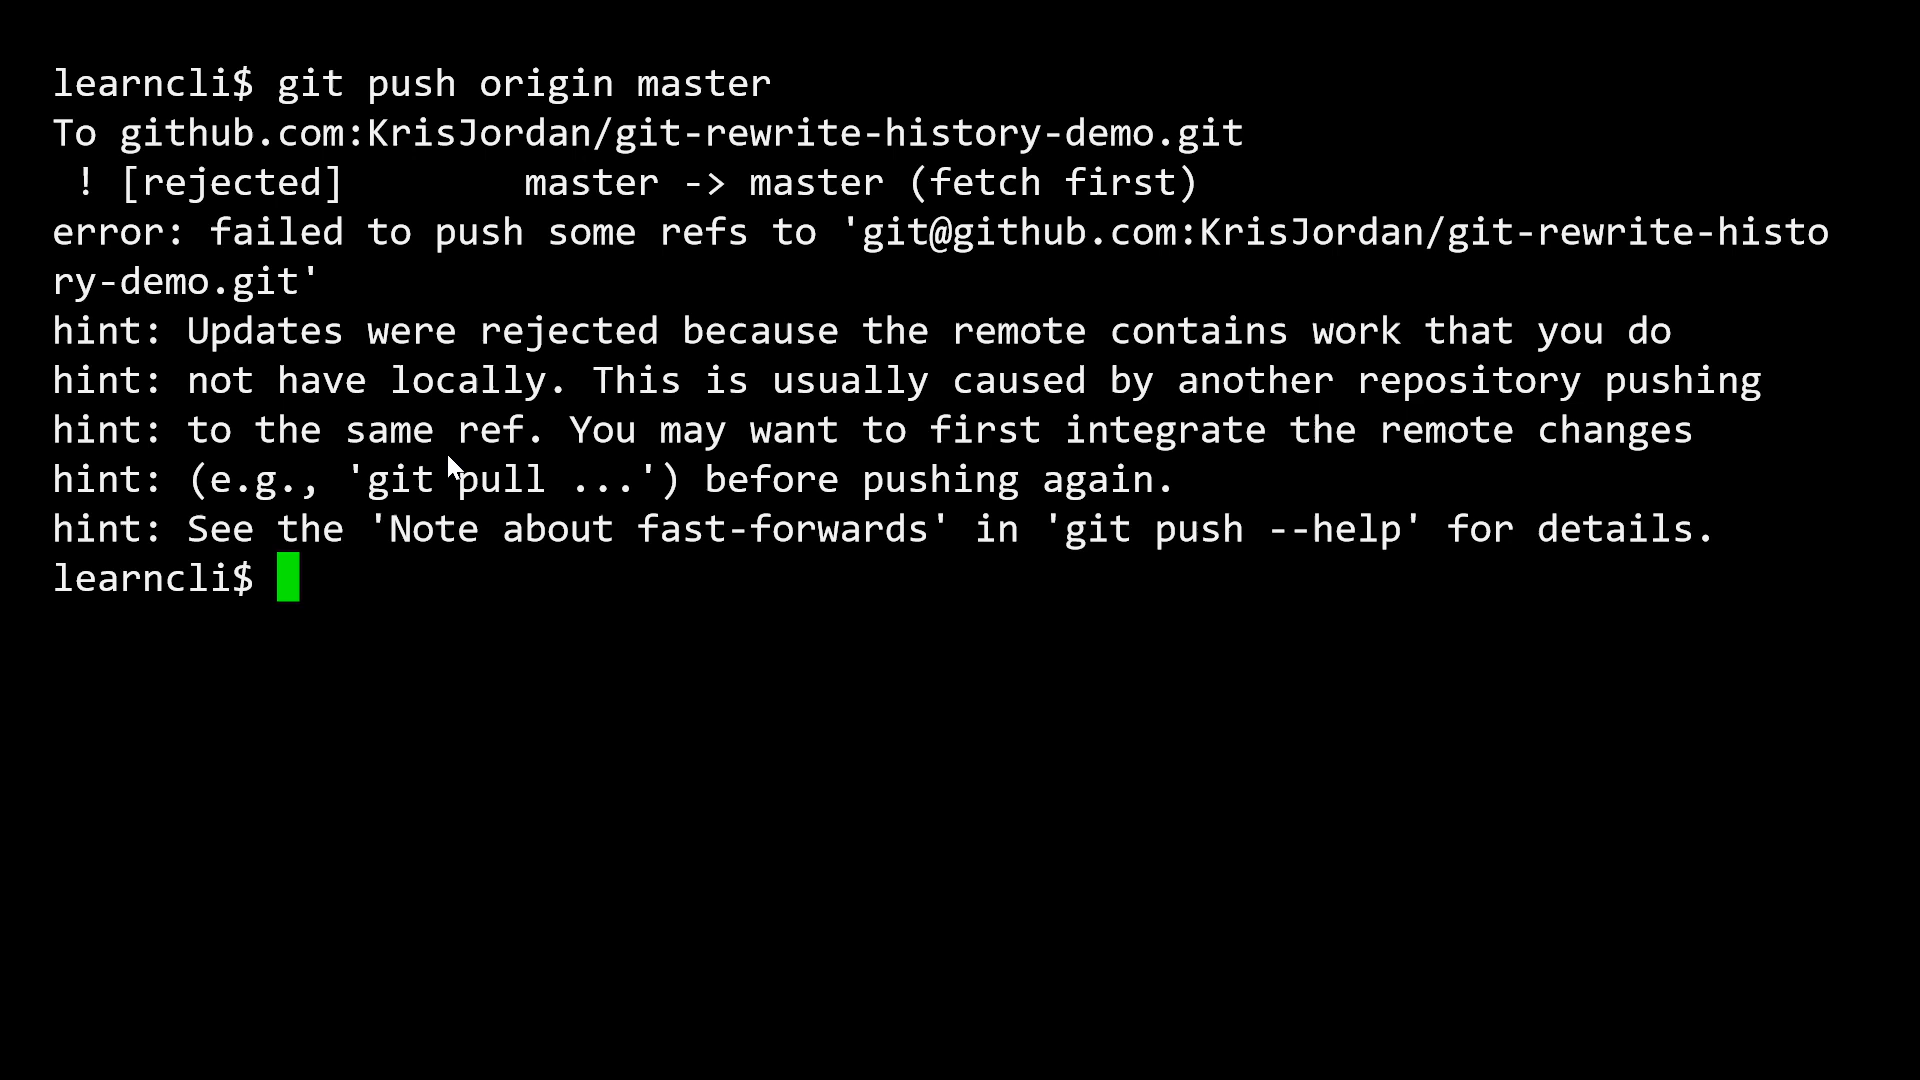 learncli$ git push origin master
To github.com:KrisJordan/git-rewrite-history-demo.git
 ! [rejected]        master -> master (fetch first)
error: failed to push some refs to 'git@github.com:KrisJordan/git-rewrite-histo
ry-demo.git'
hint: Updates were rejected because the remote contains work that you do
hint: not have locally. This is usually caused by another repository pushing
hint: to the same ref. You may want to first integrate the remote changes
hint: (e.g., 'git pull ...') before pushing again.
hint: See the 'Note about fast-forwards' in 'git push --help' for details.
learncli$